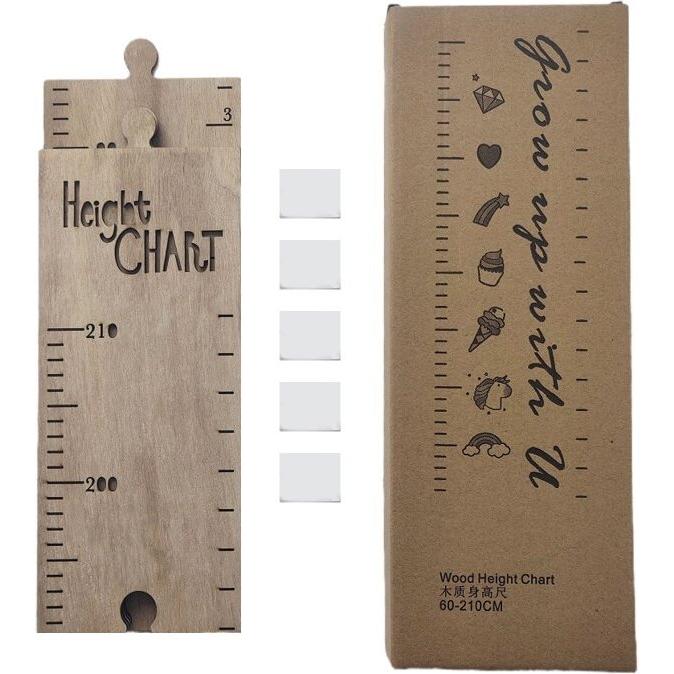 3
Height
CHART
210
200
Grow up with U
Wood Height Chart
木质身高尺
60-210CM